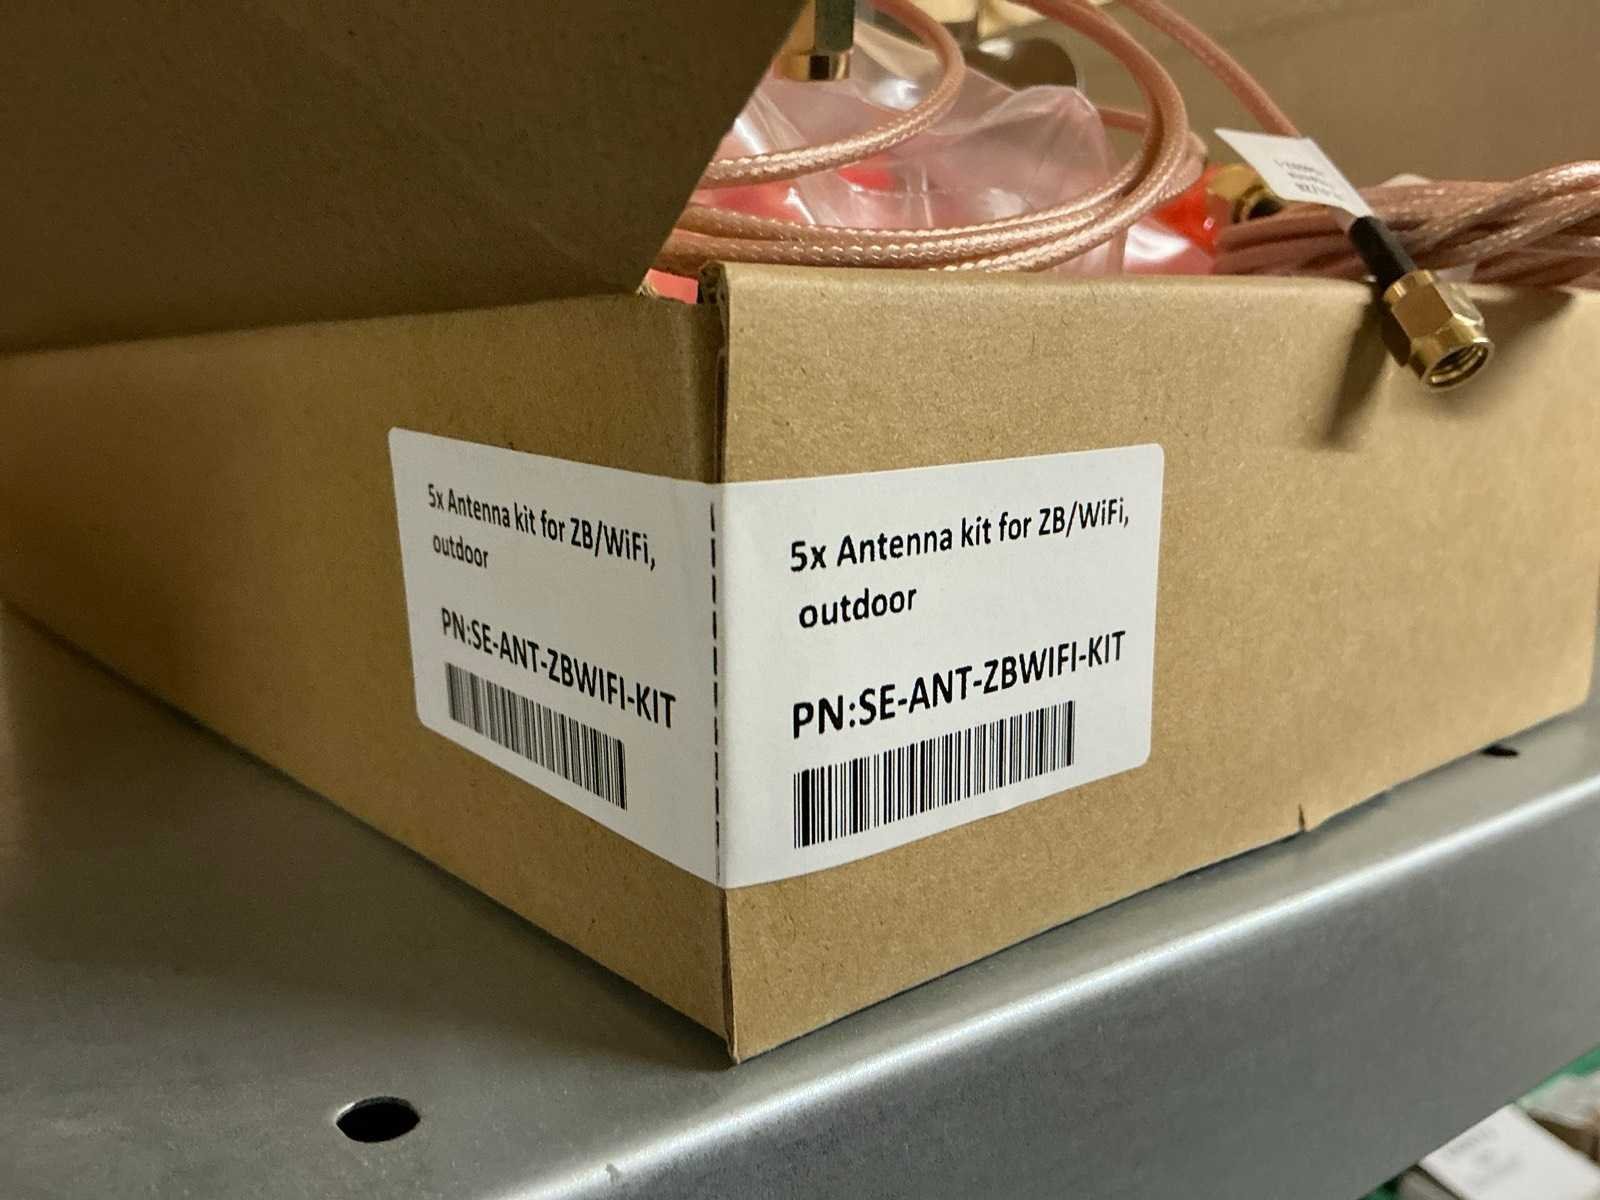 5x Antenna kit for ZB/WiFi,
outdoor
PN:SE-ANT-ZBWIFI-KIT
5x Antenna kit for ZB/WiFi,
outdoor
PN:SE-ANT-ZBWIFI-KIT